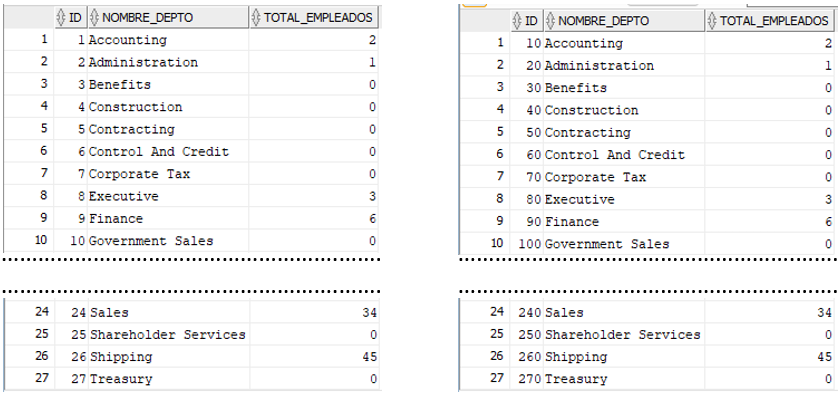 ID NOMBRE_DEPTO TOTAL_EMPLEADOS
1 1 Accounting 2
2 2 Administration 1
3 3 Benefits 0
4 4 Construction 0
5 5 Contracting 0
6 6 Control And Credit 0
7 7 Corporate Tax 0
8 8 Executive 3
9 9 Finance 6
10 10 Government Sales 0
24 24 Sales 34
25 25 Shareholder Services 0
26 26 Shipping 45
27 27 Treasury 0
ID NOMBRE_DEPTO TOTAL_EMPLEADOS
1 10 Accounting 2
2 20 Administration 1
3 30 Benefits 0
4 40 Construction 0
5 50 Contracting 0
6 60 Control And Credit 0
7 70 Corporate Tax 0
8 80 Executive 3
9 90 Finance 6
10 100 Government Sales 0
24 240 Sales 34
25 250 Shareholder Services 0
26 260 Shipping 45
27 270 Treasury 0